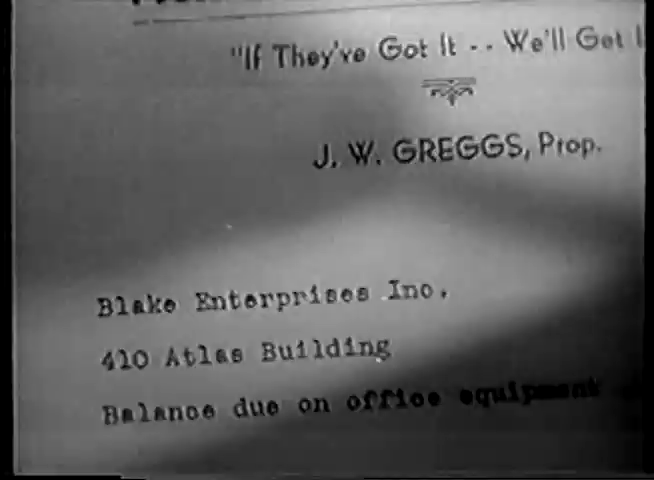 "If They've Got It -- We'll Get I
J. W. GREGGS, Prop.
Blake Enterprises Inc.
410 Atlas Building
Balance due on office equipment